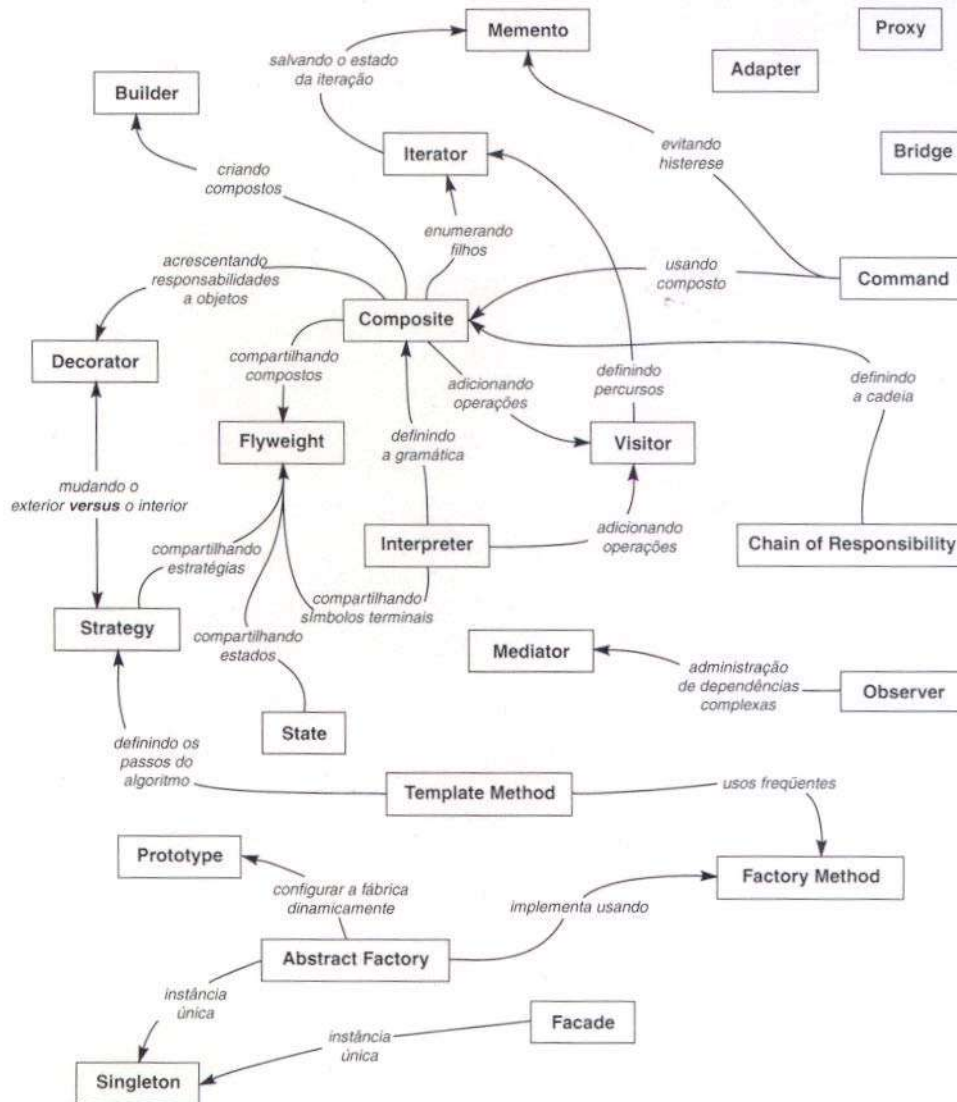 Memento
Proxy
salvando o estado
da iteração
Adapter
Builder
Iterator
evitando
histerese
Bridge
criando
compostos
enumerando
filhos
acrescentando
responsabilidades
a objetos
usando
composto
Command
Composite
Decorator
compartilhando
compostos
adicionando
operações
definindo
percursos
definindo
a cadeia
Flyweight
definindo
a gramática
Visitor
mudando o
exterior versus o interior
compartilhando
estratégias
Interpreter
adicionando
operações
Chain of Responsibility
compartilhando
símbolos terminais
Strategy
compartilhando
estados
Mediator
administração
de dependências
complexas
Observer
State
definindo os
passos do
algoritmo
Template Method
usos freqüentes
Prototype
configurar a fábrica
dinamicamente
implementa usando
Factory Method
Abstract Factory
instância
única
Facade
instância
única
Singleton